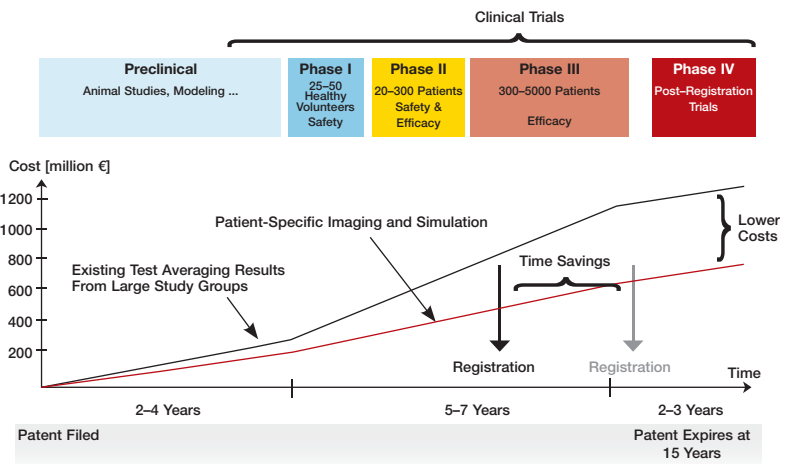 Clinical Trials
Preclinical
Animal Studies, Modeling ...
Phase I
25–50
Healthy
Volunteers
Safety
Phase II
20–300 Patients
Safety &
Efficacy
Phase III
300–5000 Patients
Efficacy
Phase IV
Post–Registration
Trials
Cost [million €]
1200
1000
800
600
400
200
Patient-Specific Imaging and Simulation
Existing Test Averaging Results
From Large Study Groups
Time Savings
Lower
Costs
Registration
Registration
Time
2–4 Years
5–7 Years
2–3 Years
Patent Filed
Patent Expires at
15 Years